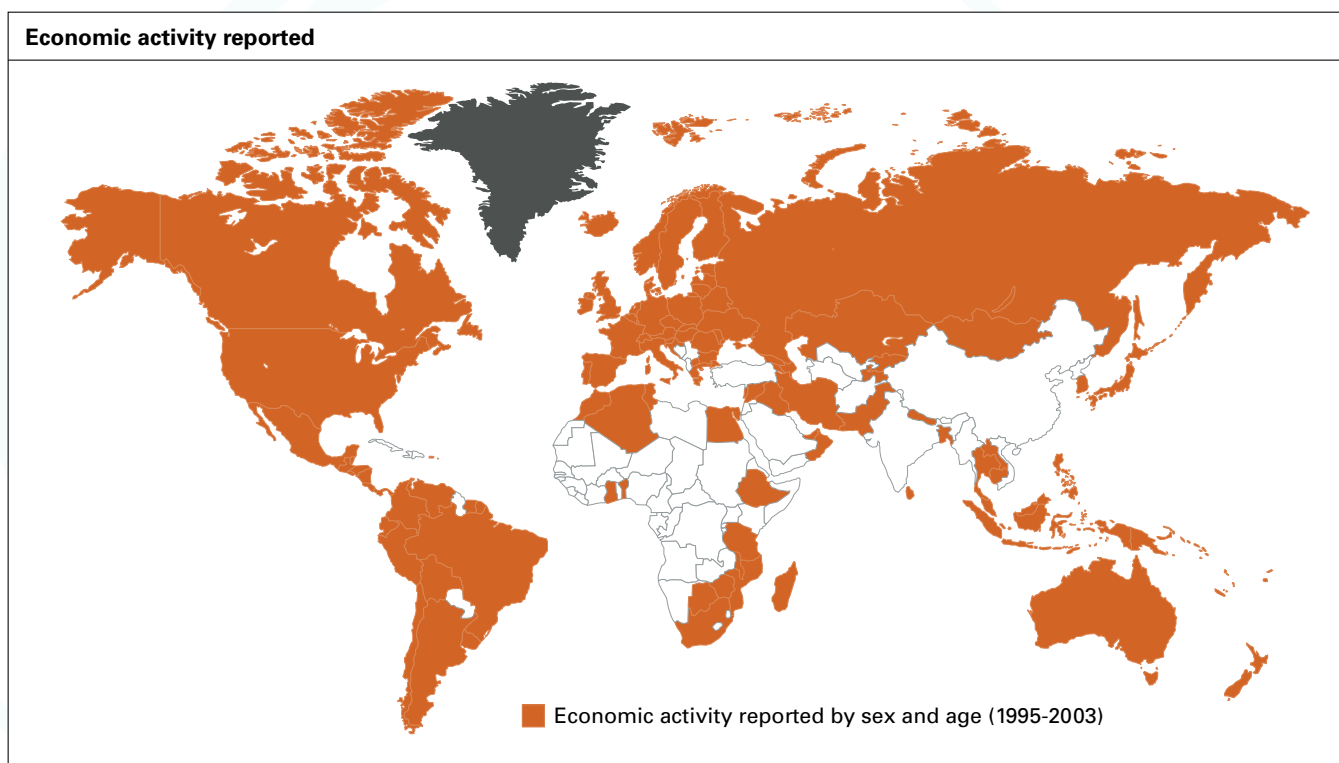 Economic activity reported
Economic activity reported by sex and age (1995-2003)